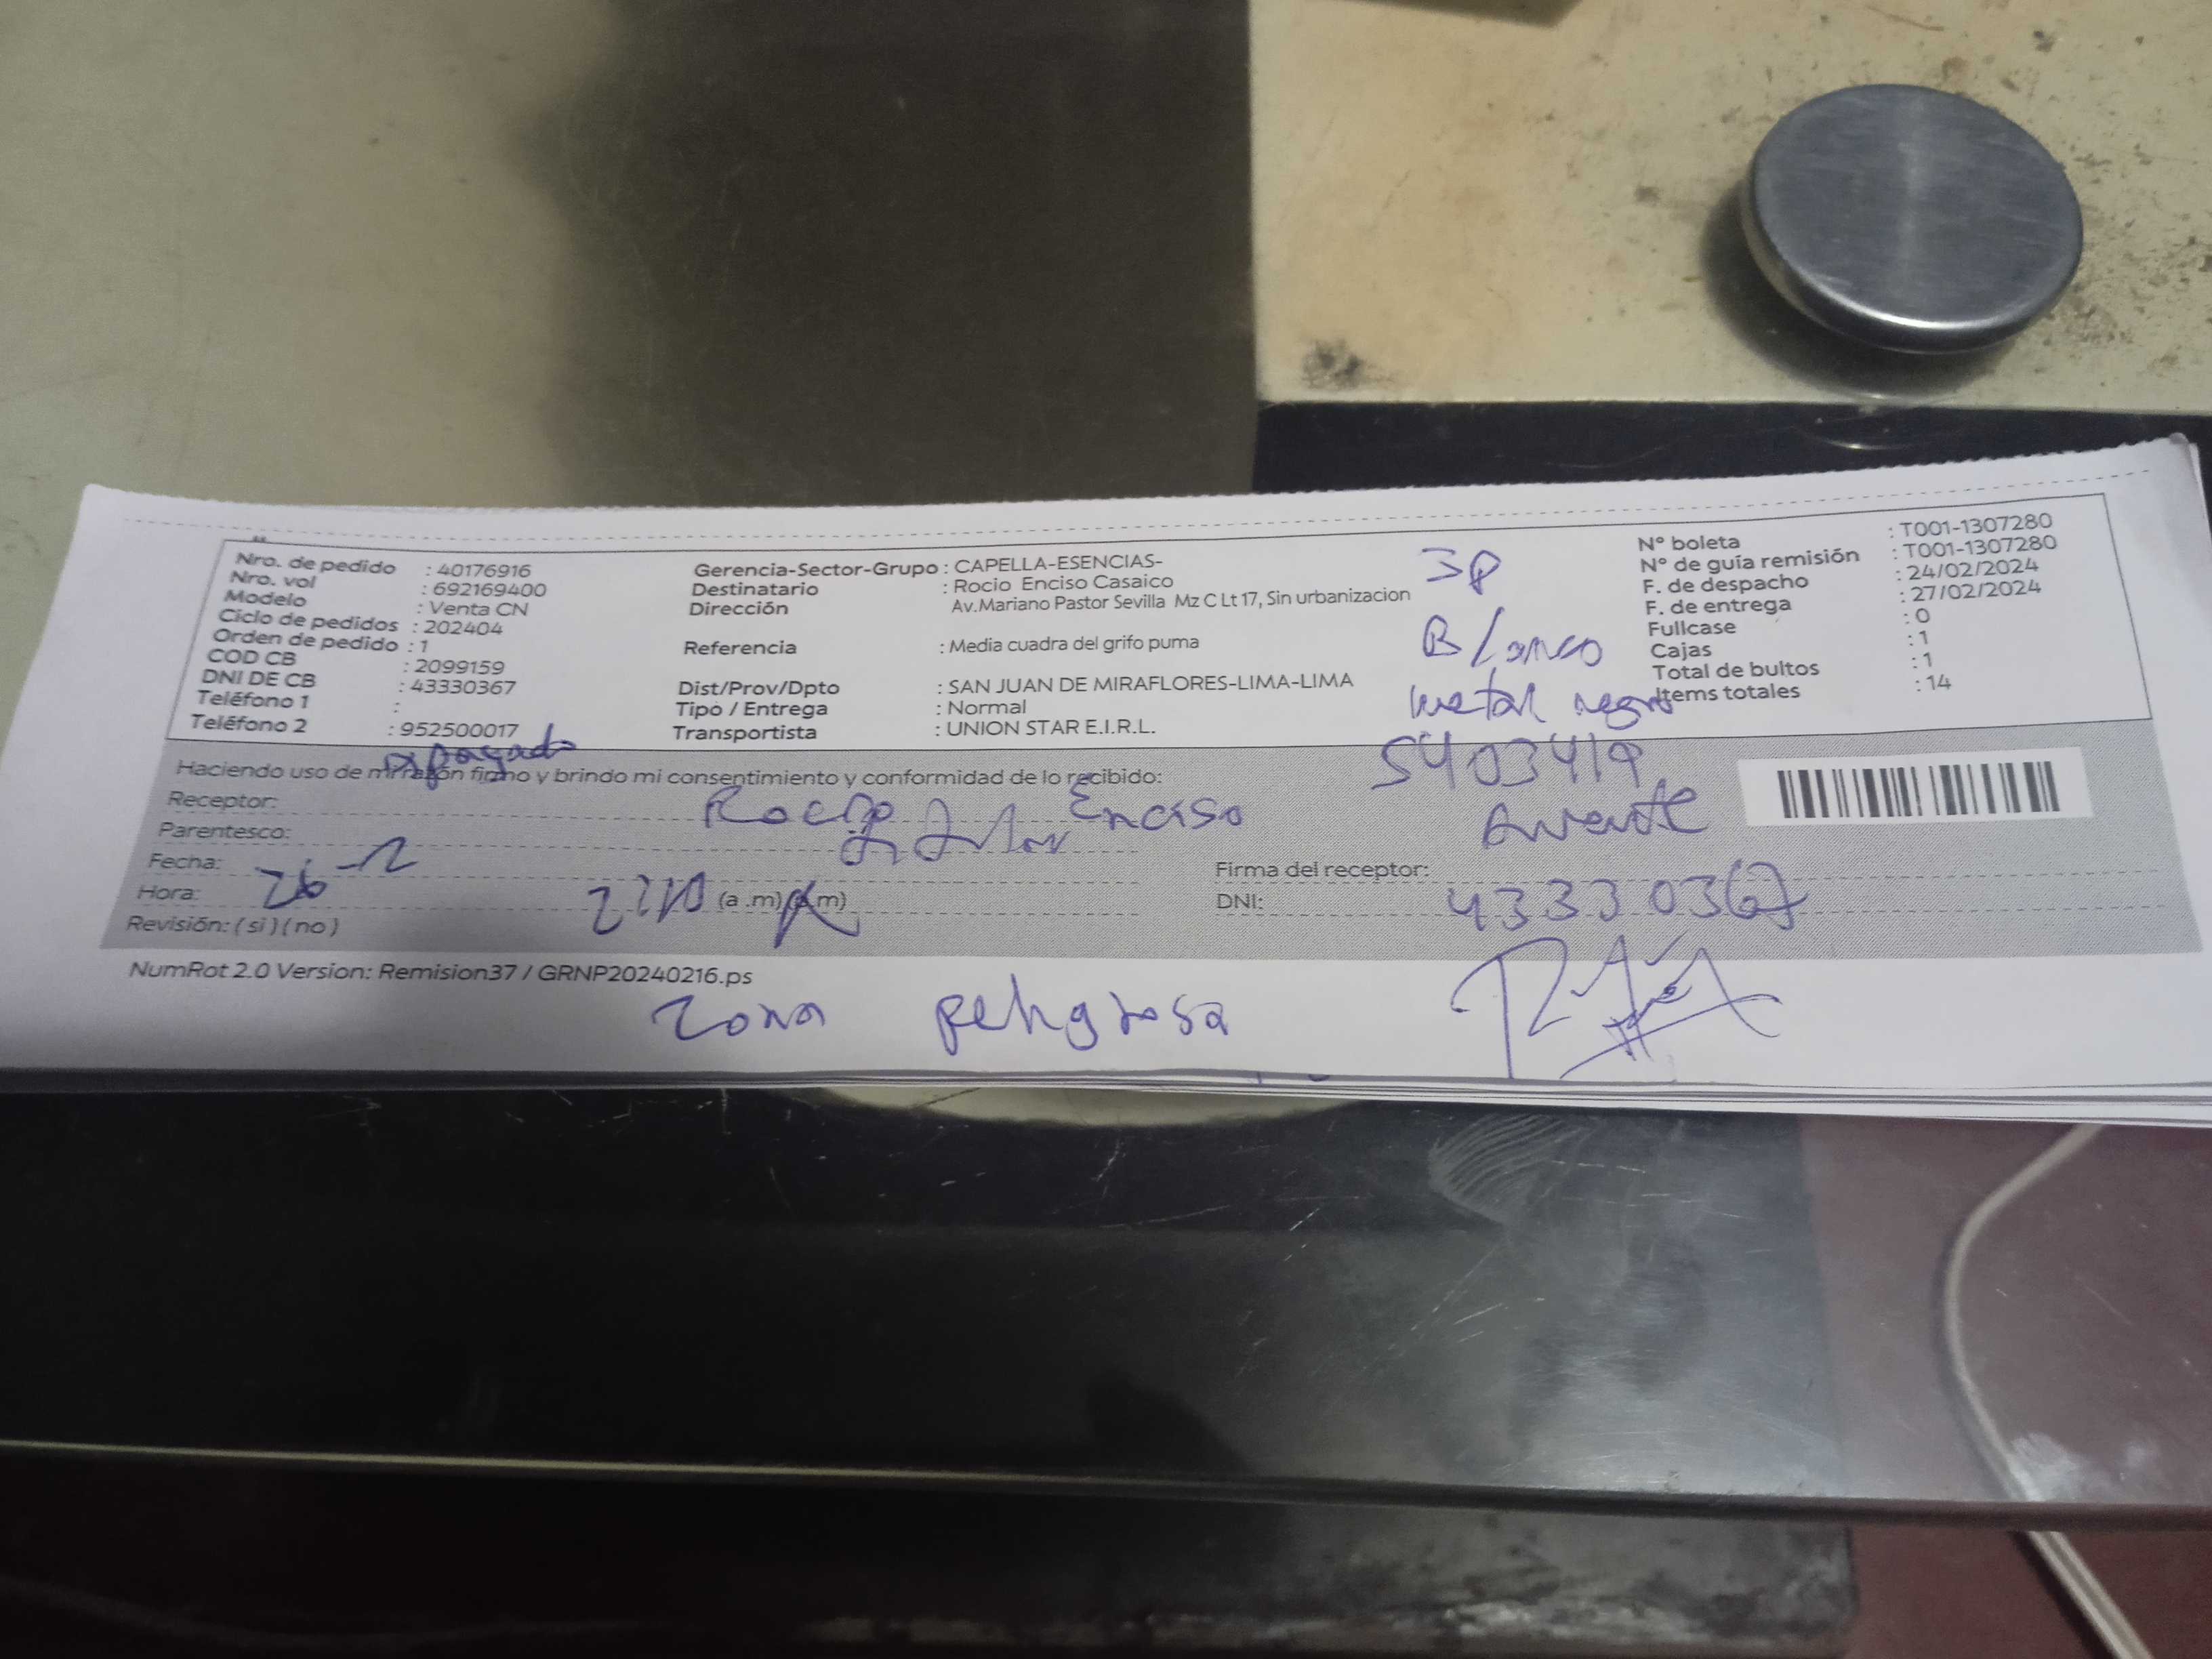 Nro. de pedido : 40176916
Nro. vol : 692169400
Modelo : Venta CN
Ciclo de pedidos : 202404
Orden de pedido : 1
COD CB : 2099159
DNI DE CB : 43330367
Teléfono 1 :
Teléfono 2 : 952500017
Gerencia-Sector-Grupo : CAPELLA-ESENCIAS-
Destinatario : Rocio Enciso Casaico
Dirección Av.Mariano Pastor Sevilla Mz C Lt 17, Sin urbanizacion
Referencia : Media cuadra del grifo puma
Dist/Prov/Dpto : SAN JUAN DE MIRAFLORES-LIMA-LIMA
Tipo / Entrega : Normal
Transportista : UNION STAR E.I.R.L.
3P
Blanco
metal negro
5403419
N° boleta : T001-1307280
N° de guía remisión : T001-1307280
F. de despacho : 24/02/2024
F. de entrega : 27/02/2024
Fullcase : 0
Cajas : 1
Total de bultos : 1
Items totales : 14
apagado
Haciendo uso de mi razón firmo y brindo mi consentimiento y conformidad de lo recibido:
Receptor: Rocio Enciso
Parentesco:
Fecha: 26-2
Hora: (a .m) (p.m)
Revisión: ( si ) ( no )
Firma del receptor:
DNI: 43330367
NumRot 2.0 Version: Remision37 / GRNP20240216.ps
Zona peligrosa